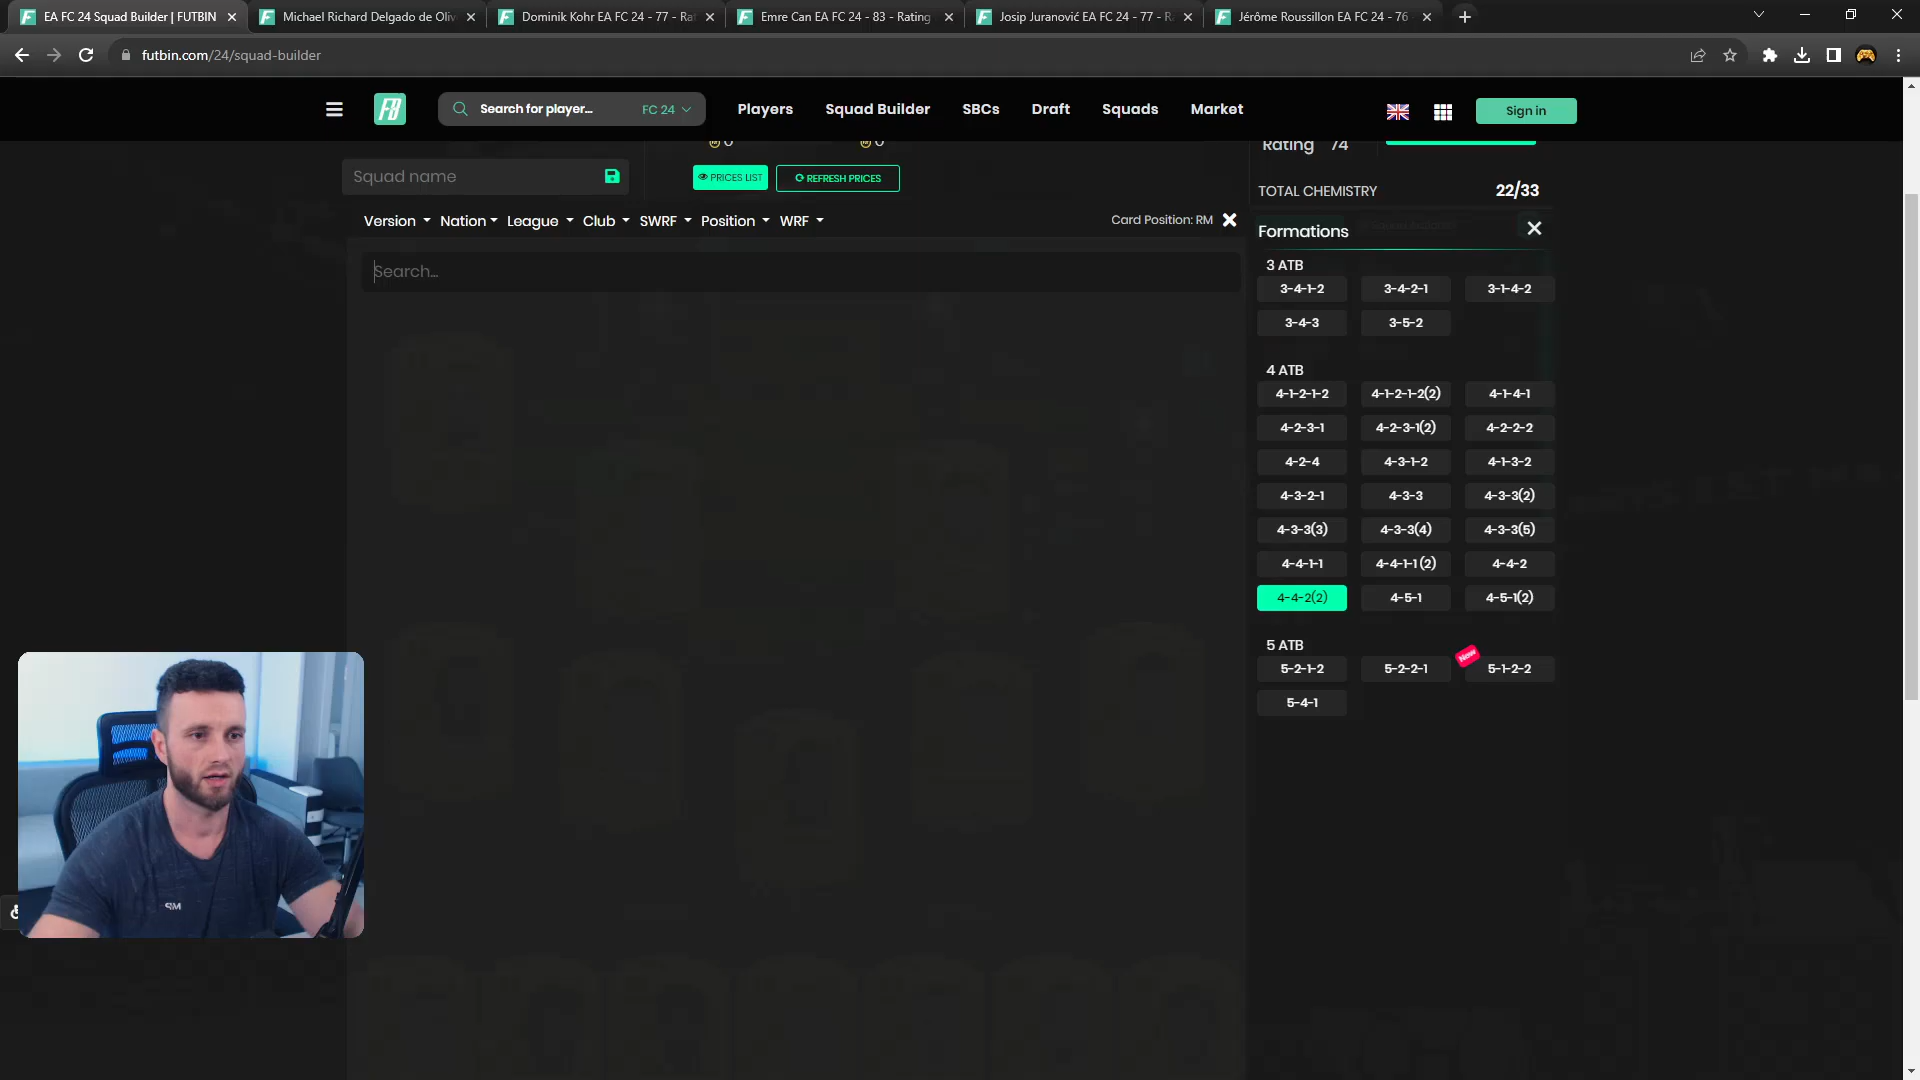 EA FC 24 Squad Builder | FUTBIN
Michael Richard Delgado de Oliv
Dominik Kohr EA FC 24 - 77 - Rat
Emre Can EA FC 24 - 83 - Rating
Josip Juranović EA FC 24 - 77 - R
Jérôme Roussillon EA FC 24 - 76
futbin.com/24/squad-builder
FB
Search for player...
FC 24
Players
Squad Builder
SBCs
Draft
Squads
Market
Sign in
0
0
Rating 74
Squad name
PRICES LIST
REFRESH PRICES
TOTAL CHEMISTRY
22/33
Version
Nation
League
Club
SWRF
Position
WRF
Card Position: RM
Formations
Search...
3 ATB
3-4-1-2
3-4-2-1
3-1-4-2
3-4-3
3-5-2
4 ATB
4-1-2-1-2
4-1-2-1-2(2)
4-1-4-1
4-2-3-1
4-2-3-1(2)
4-2-2-2
4-2-4
4-3-1-2
4-1-3-2
4-3-2-1
4-3-3
4-3-3(2)
4-3-3(3)
4-3-3(4)
4-3-3(5)
4-4-1-1
4-4-1-1 (2)
4-4-2
4-4-2(2)
4-5-1
4-5-1(2)
5 ATB
New
5-2-1-2
5-2-2-1
5-1-2-2
5-4-1